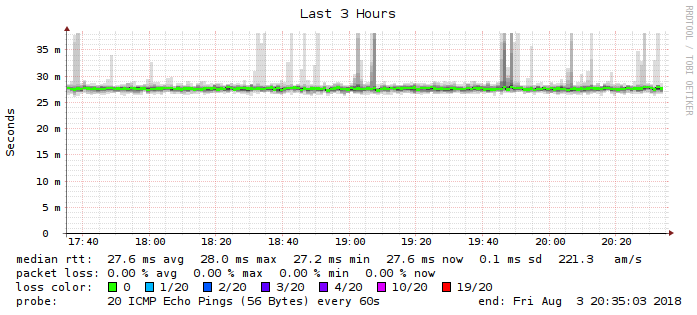 Last 3 Hours
RRDTOOL / TOBI OETIKER
Seconds
35 m
30 m
25 m
20 m
15 m
10 m
5 m
0
17:40 18:00 18:20 18:40 19:00 19:20 19:40 20:00 20:20
median rtt: 27.6 ms avg 28.0 ms max 27.2 ms min 27.6 ms now 0.1 ms sd 221.3 am/s
packet loss: 0.00 % avg 0.00 % max 0.00 % min 0.00 % now
loss color: 0 1/20 2/20 3/20 4/20 10/20 19/20
probe: 20 ICMP Echo Pings (56 Bytes) every 60s end: Fri Aug 3 20:35:03 2018